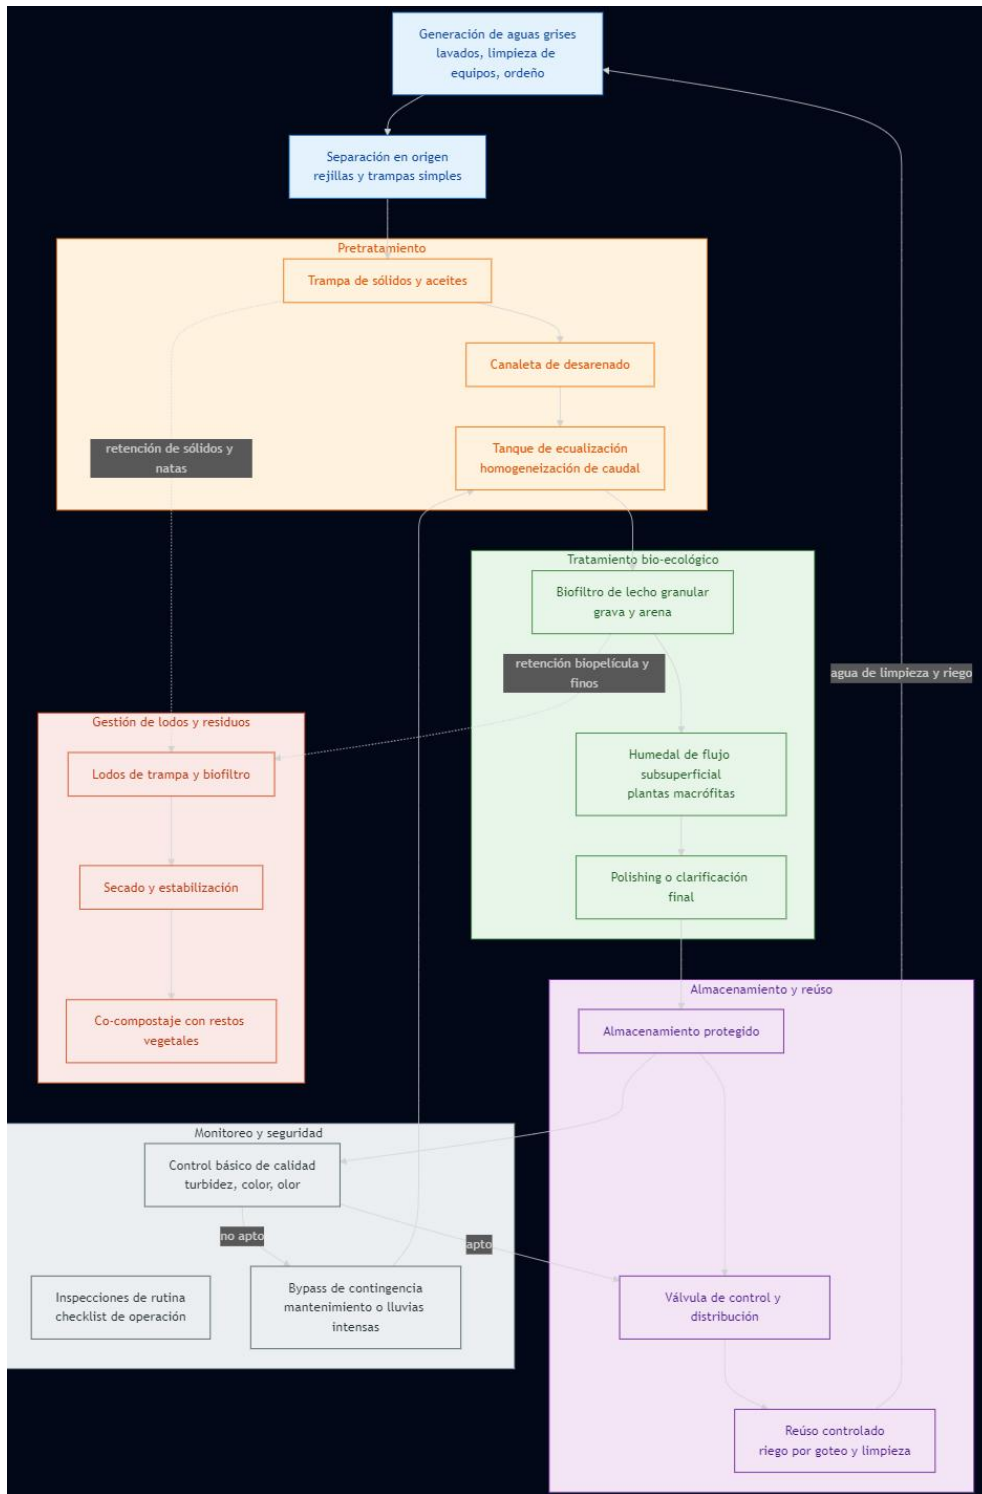 Generación de aguas grises
lavados, limpieza de
equipos, ordeño
Separación en origen
rejillas y trampas simples
Pretratamiento
Trampa de sólidos y aceites
Canaleta de desarenado
retención de sólidos y
natas
Tanque de ecualización
homogeneización de caudal
Tratamiento bio-ecológico
Biofiltro de lecho granular
grava y arena
retención biopelícula y
finos
agua de limpieza y riego
Gestión de lodos y residuos
Lodos de trampa y biofiltro
Humedal de flujo
subsuperficial
plantas macrófitas
Secado y estabilización
Polishing o clarificación
final
Co-compostaje con restos
vegetales
Almacenamiento y reúso
Almacenamiento protegido
Monitoreo y seguridad
Control básico de calidad
turbidez, color, olor
no apto
apto
Inspecciones de rutina
checklist de operación
Bypass de contingencia
mantenimiento o lluvias
intensas
Válvula de control y
distribución
Reúso controlado
riego por goteo y limpieza